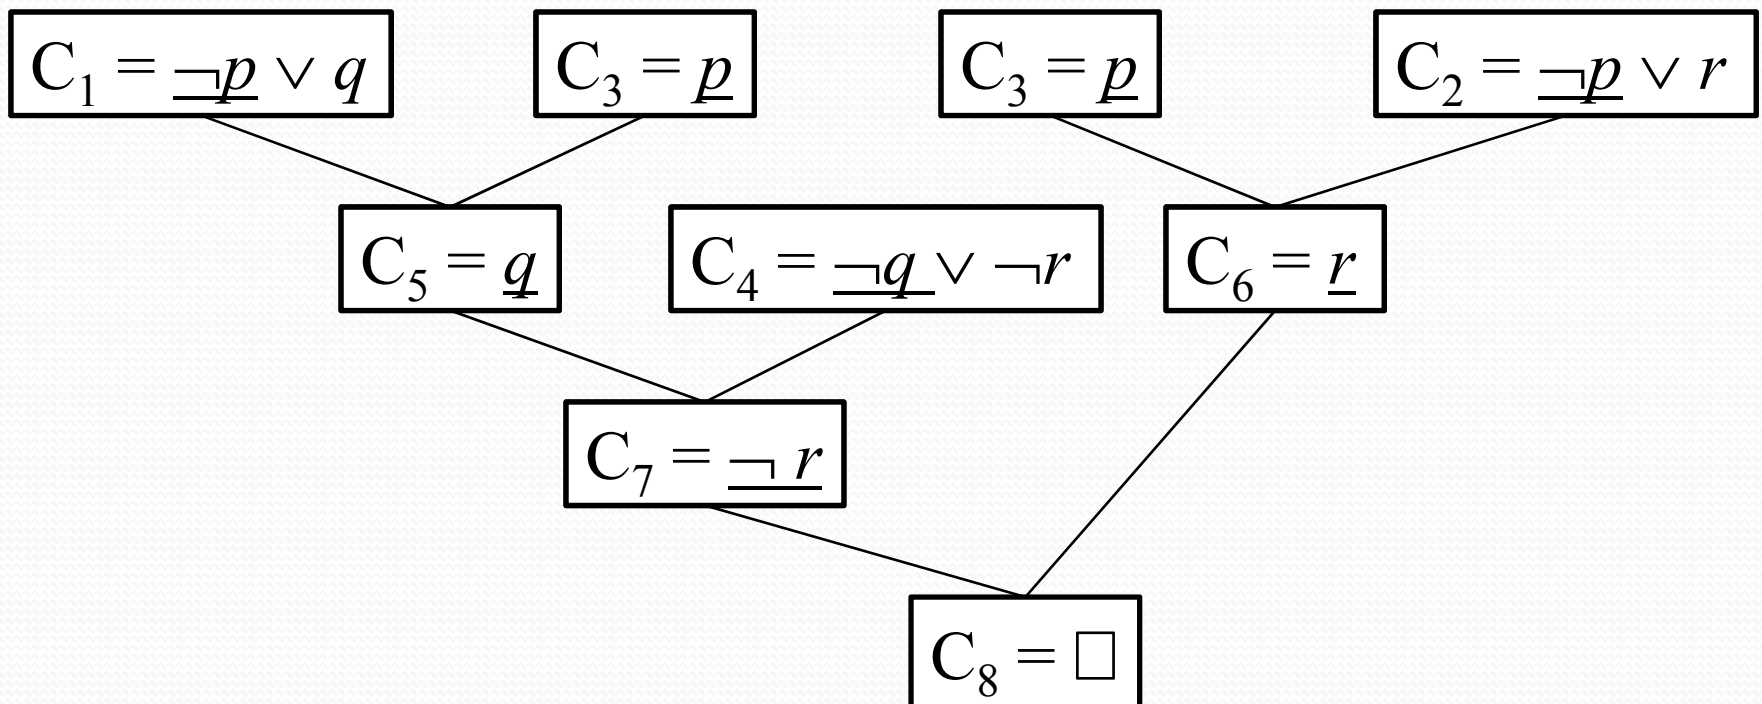 C₁ = ¬p ∨ q
C₃ = p
C₃ = p
C₂ = ¬p ∨ r
C₅ = q
C₄ = ¬q ∨ ¬r
C₆ = r
C₇ = ¬ r
C₈ = □